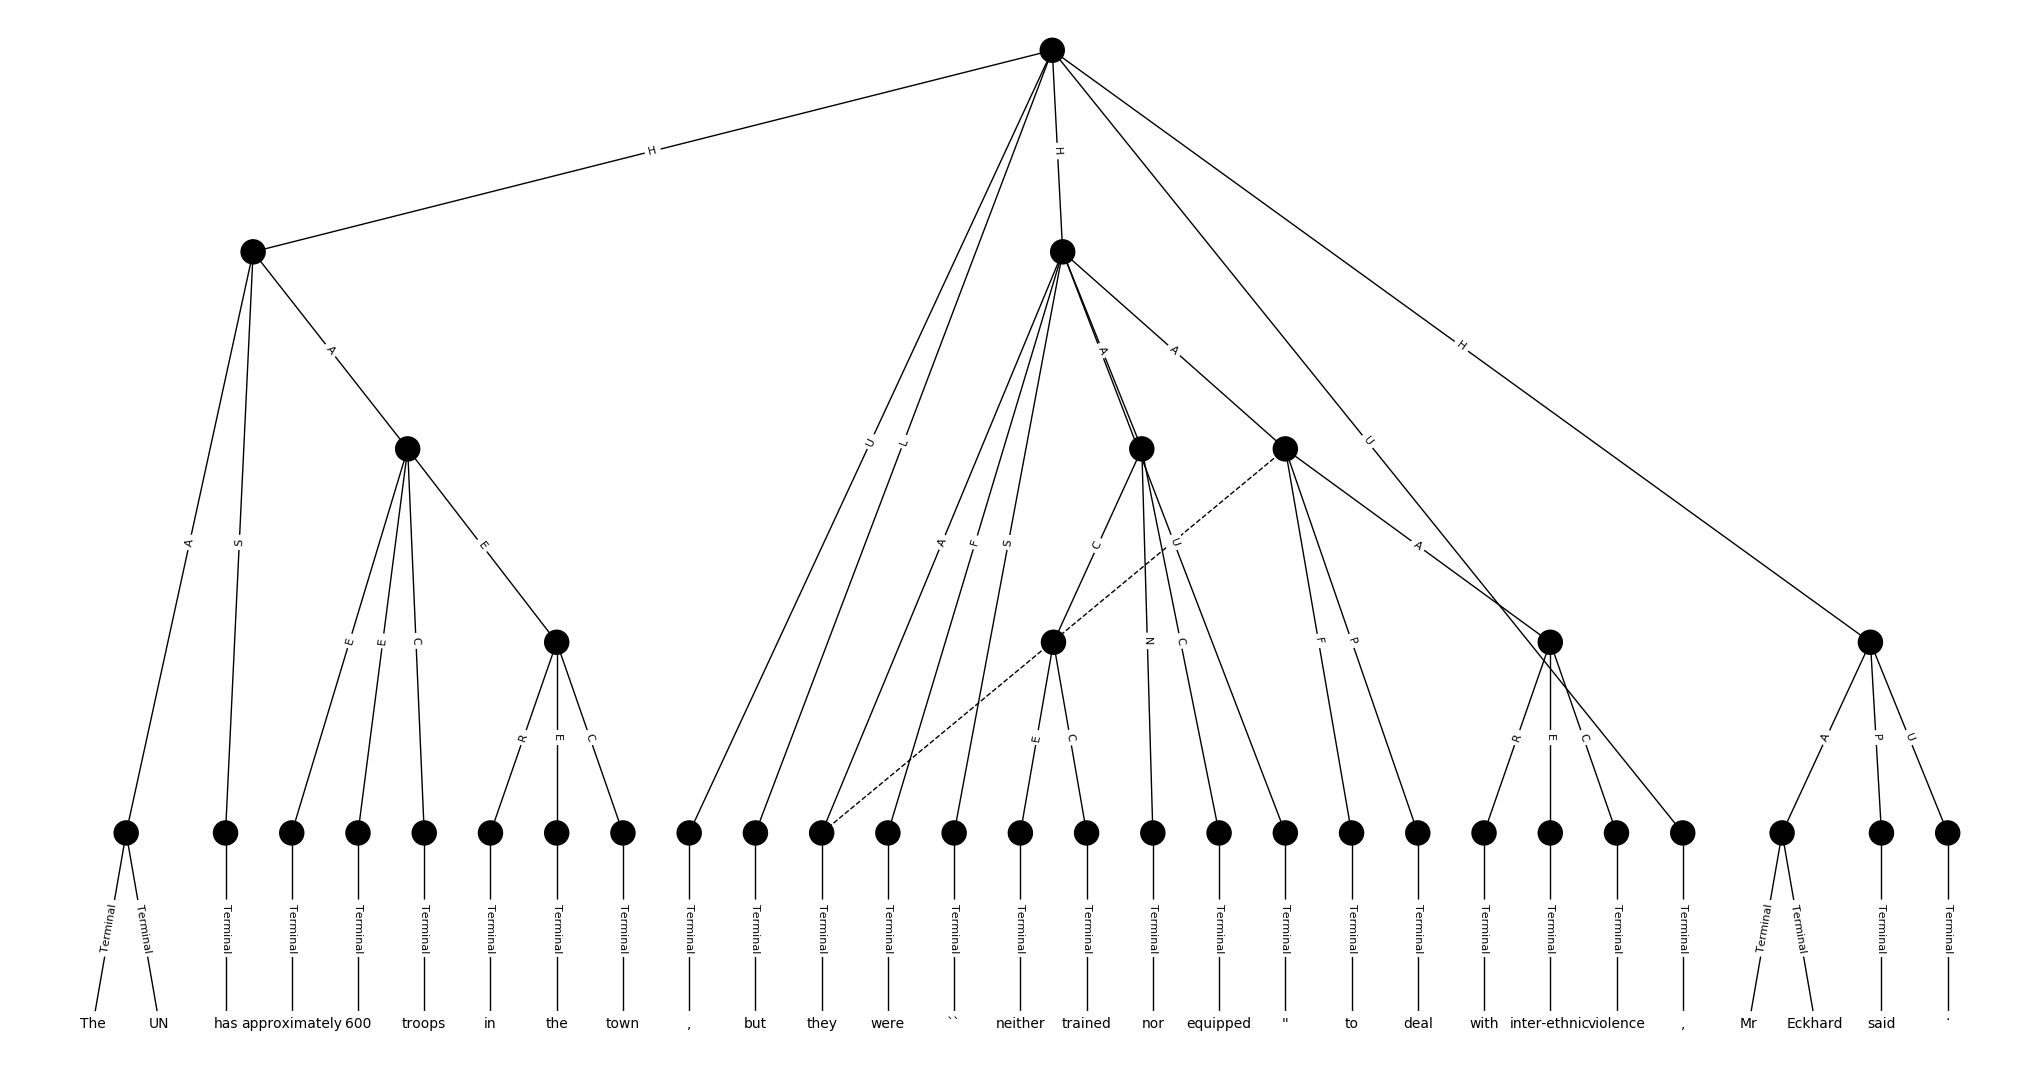 H
H
A
A
A
H
U
L
U
A
S
E
A
F
S
C
U
A
E
E
C
N
C
F
P
R
E
C
E
C
R
E
C
A
P
U
Terminal Terminal Terminal Terminal Terminal Terminal Terminal Terminal Terminal Terminal Terminal Terminal Terminal Terminal Terminal Terminal Terminal Terminal Terminal Terminal Terminal Terminal Terminal Terminal Terminal Terminal Terminal Terminal Terminal
The UN has approximately 600 troops in the town , but they were `` neither trained nor equipped " to deal with inter-ethnic violence , Mr Eckhard said .